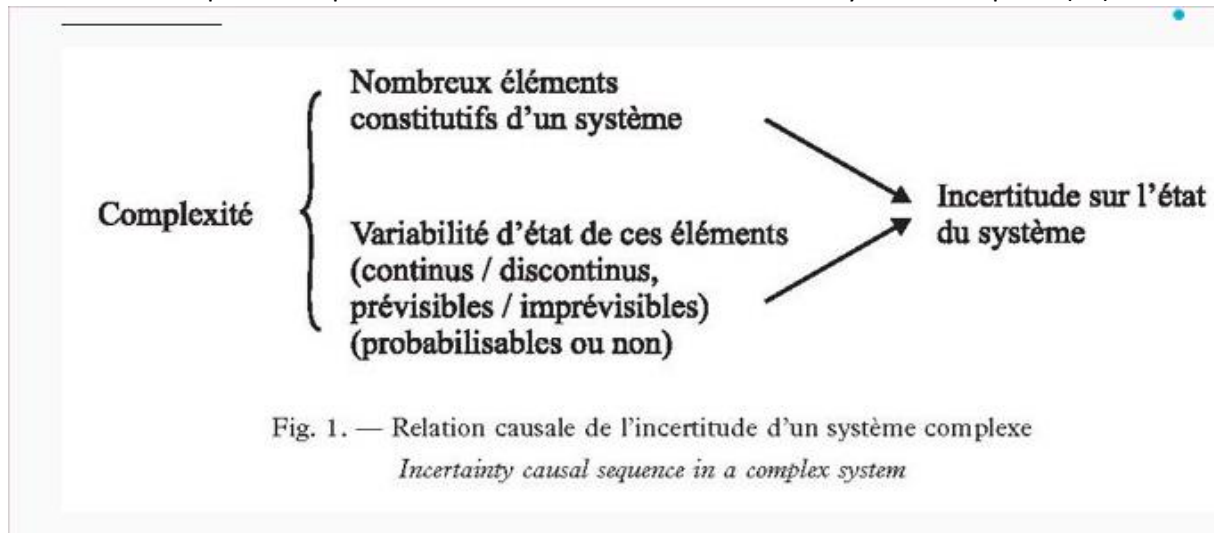 Nombreux éléments
constitutifs d'un système
Complexité
Variabilité d'état de ces éléments
(continus / discontinus,
prévisibles / imprévisibles)
(probabilisables ou non)
Incertitude sur l'état
du système
Fig. 1. — Relation causale de l'incertitude d'un système complexe
Incertainty causal sequence in a complex system